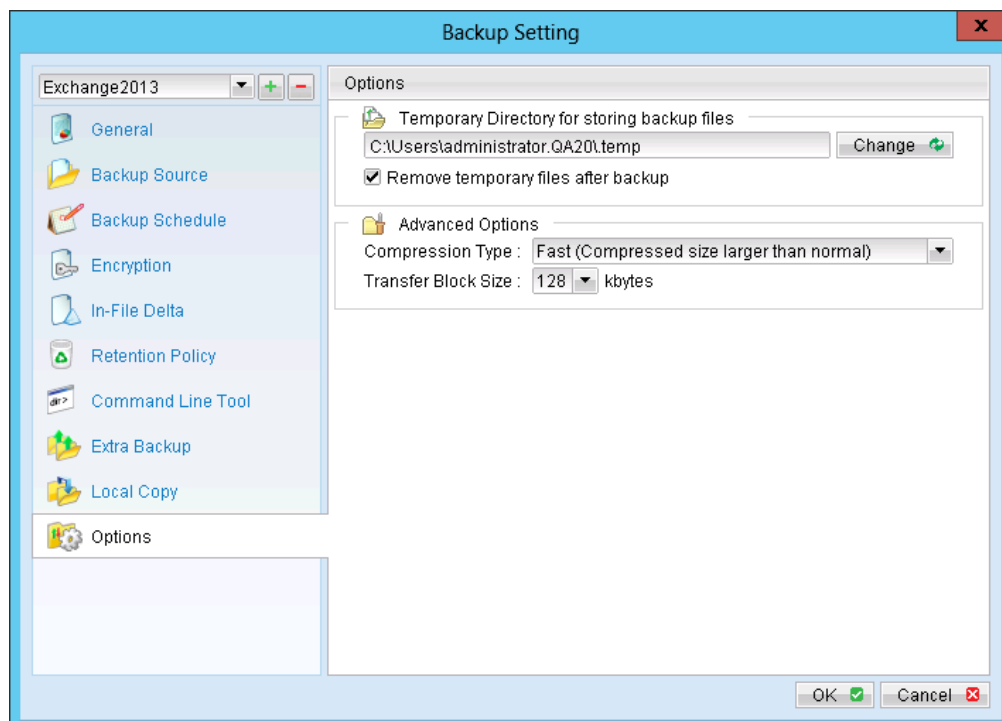 Backup Setting
x
Exchange2013
General
Backup Source
Backup Schedule
Encryption
In-File Delta
Retention Policy
dir>
Command Line Tool
Extra Backup
Local Copy
Options
Options
Temporary Directory for storing backup files
C:\Users\administrator.QA20\.temp
Change
Remove temporary files after backup
Advanced Options
Compression Type : Fast (Compressed size larger than normal)
Transfer Block Size : 128 kbytes
OK Cancel